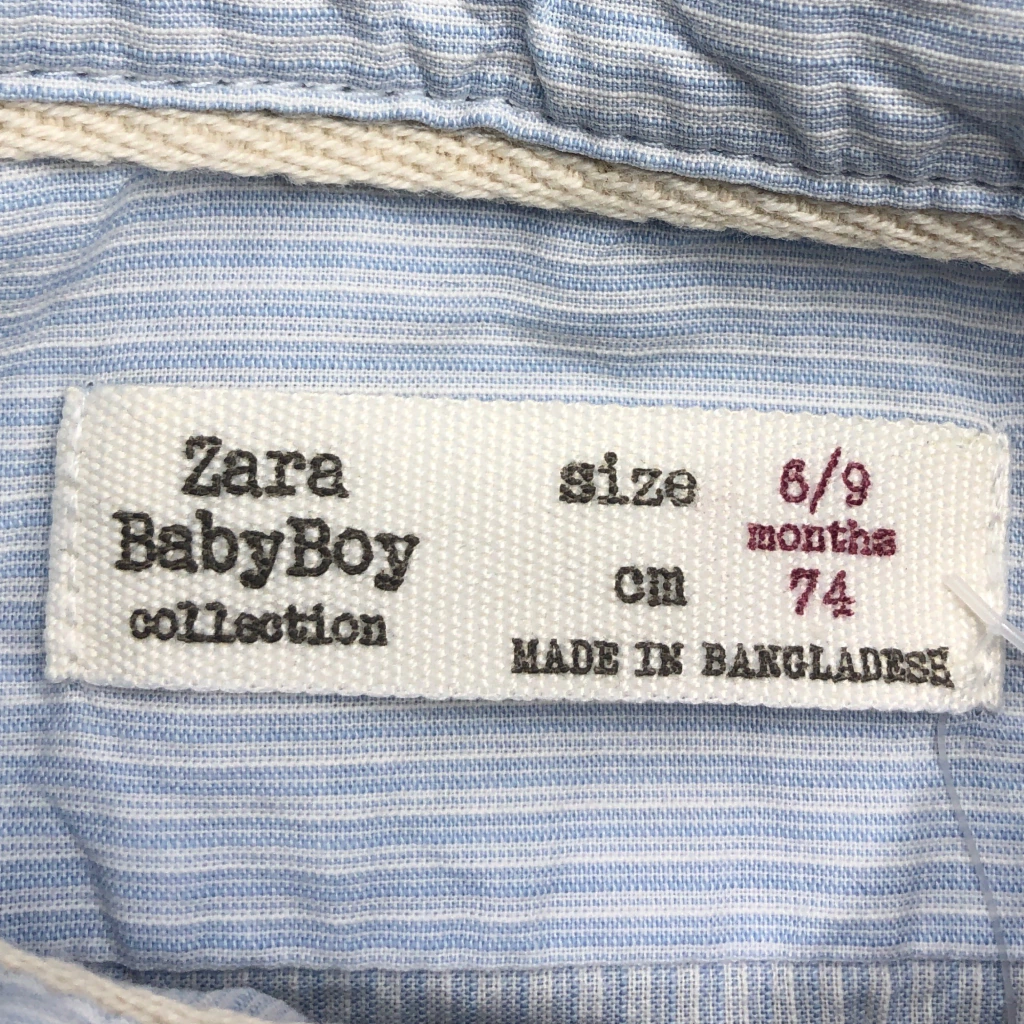 Zara
BabyBoy
collection
size 6/9
months
cm 74
MADE IN BANGLADESH